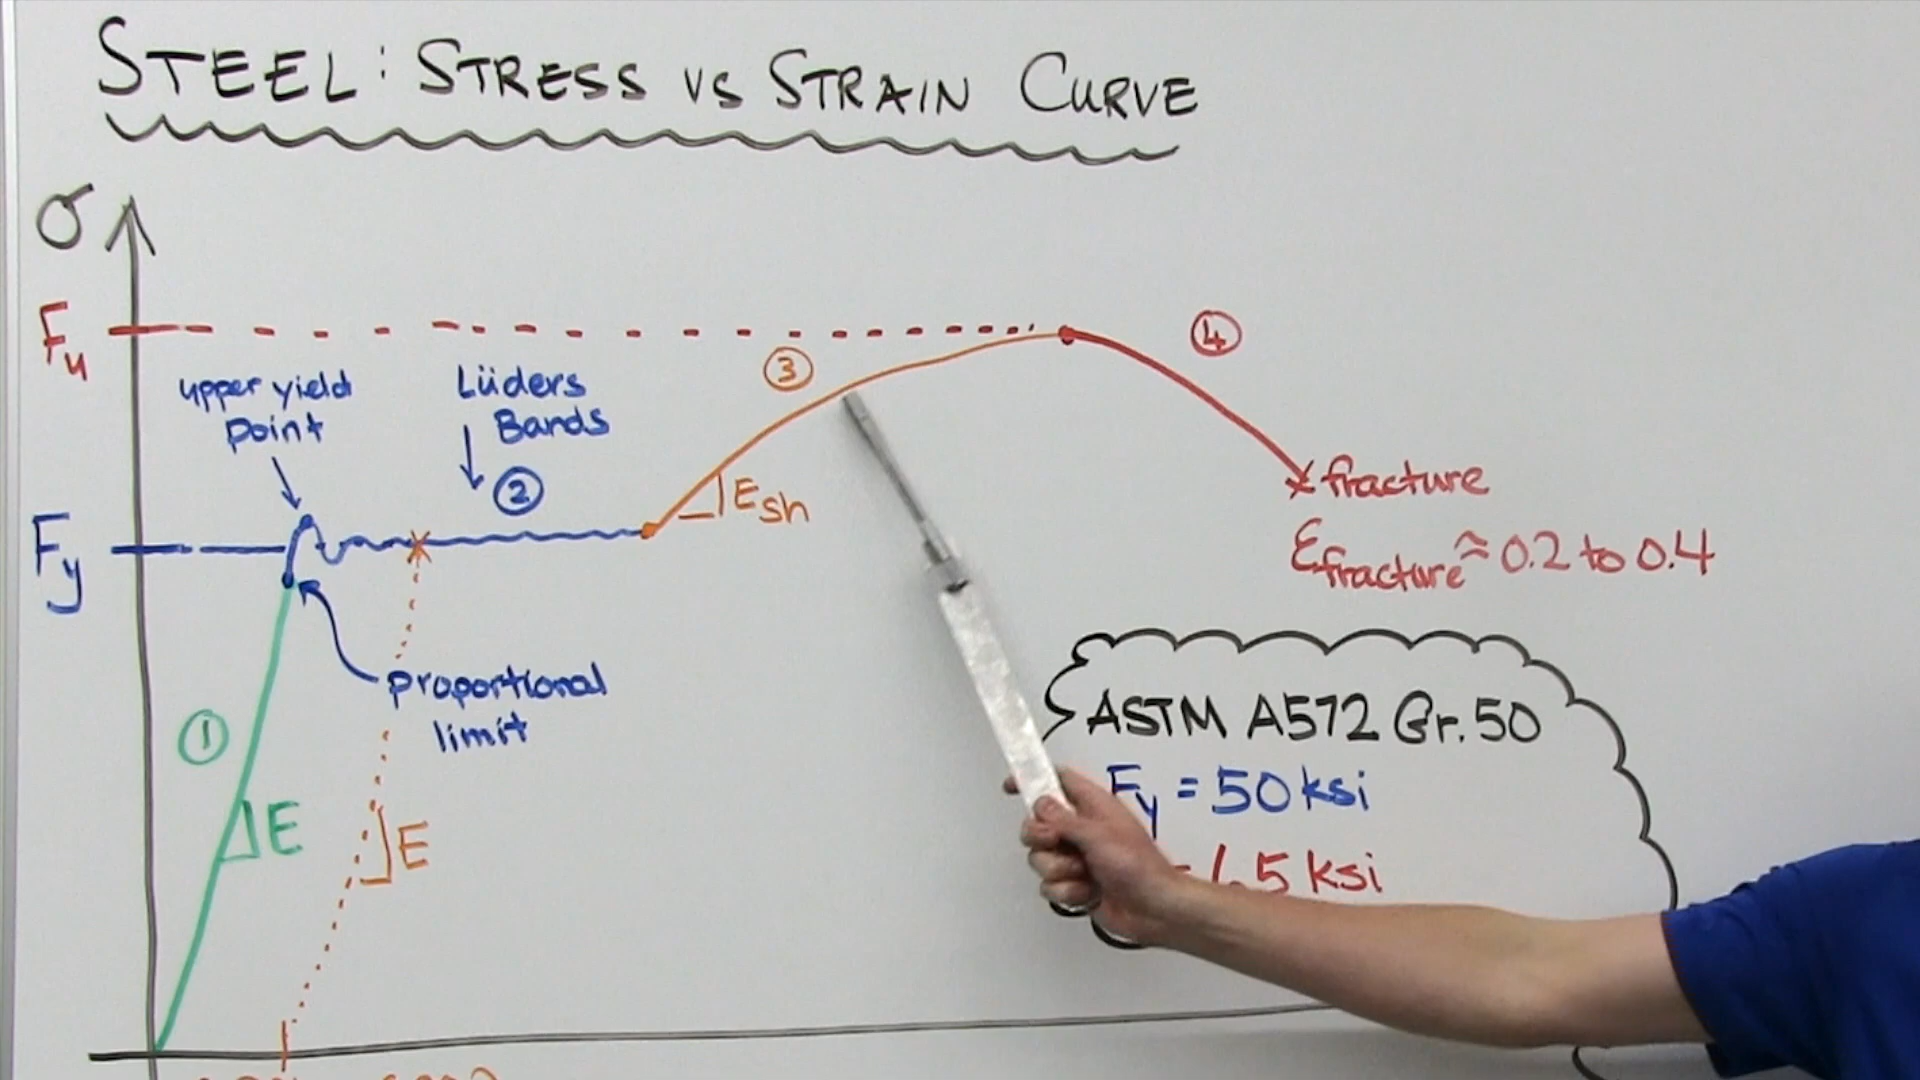 STEEL: STRESS VS STRAIN CURVE
σ
Fu
upper yield
point
Lüders
Bands
③
④
②
Esh
fracture
Fy
εfracture ≈ 0.2 to 0.4
proportional
limit
①
E
E
ASTM A572 Gr. 50
Fy = 50 ksi
65 ksi